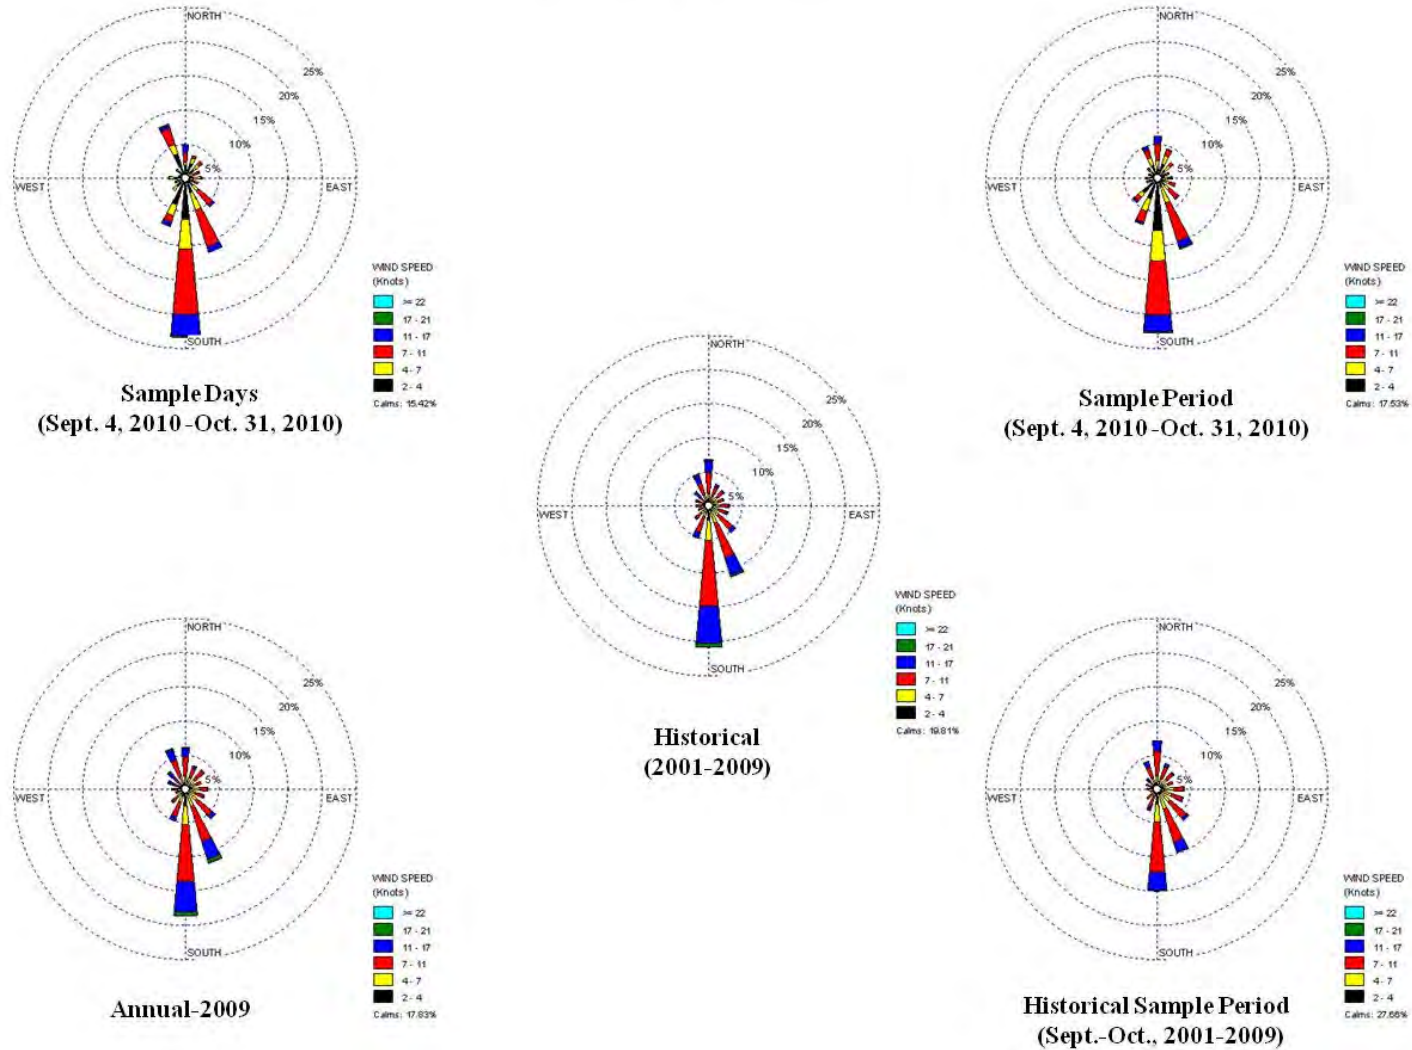 NORTH
25%
20%
15%
10%
5%
WEST
EAST
SOUTH
WIND SPEED
(Knots)
>= 22
17 - 21
11 - 17
7 - 11
4 - 7
2 - 4
Calms: 15.42%
Sample Days
(Sept. 4, 2010-Oct. 31, 2010)
NORTH
25%
20%
15%
10%
5%
WEST
EAST
SOUTH
WIND SPEED
(Knots)
>= 22
17 - 21
11 - 17
7 - 11
4 - 7
2 - 4
Calms: 17.53%
Sample Period
(Sept. 4, 2010-Oct. 31, 2010)
NORTH
25%
20%
15%
10%
5%
WEST
EAST
SOUTH
WIND SPEED
(Knots)
>= 22
17 - 21
11 - 17
7 - 11
4 - 7
2 - 4
Calms: 19.81%
Historical
(2001-2009)
NORTH
25%
20%
15%
10%
5%
WEST
EAST
SOUTH
WIND SPEED
(Knots)
>= 22
17 - 21
11 - 17
7 - 11
4 - 7
2 - 4
Calms: 17.83%
Annual-2009
NORTH
25%
20%
15%
10%
5%
WEST
EAST
SOUTH
WIND SPEED
(Knots)
>= 22
17 - 21
11 - 17
7 - 11
4 - 7
2 - 4
Calms: 27.66%
Historical Sample Period
(Sept.-Oct., 2001-2009)